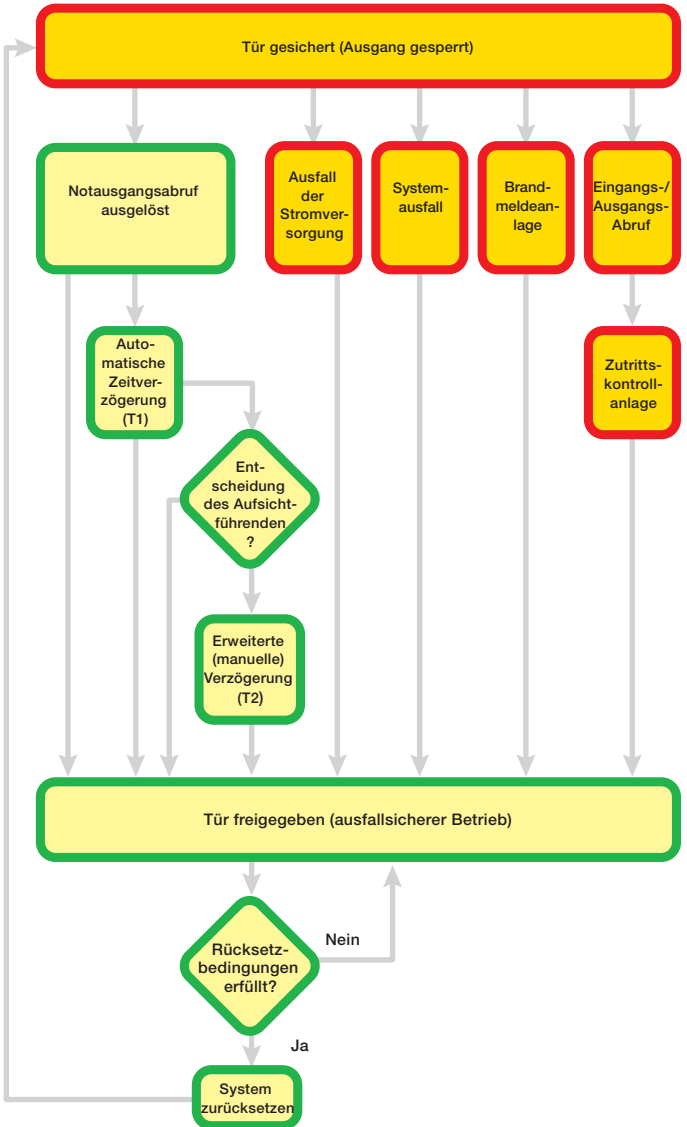 Tür gesichert (Ausgang gesperrt)
Notausgangsabruf
ausgelöst
Ausfall
der
Stromver-
sorgung
System-
ausfall
Brand-
meldean-
lage
Eingangs-/
Ausgangs-
Abruf
Auto-
matische
Zeitver-
zögerung
(T1)
Zutritts-
kontroll-
anlage
Ent-
scheidung
des Aufsicht-
führenden
?
Erweiterte
(manuelle)
Verzögerung
(T2)
Tür freigegeben (ausfallsicherer Betrieb)
Rücksetz-
bedingungen
erfüllt?
Nein
Ja
System
zurücksetzen